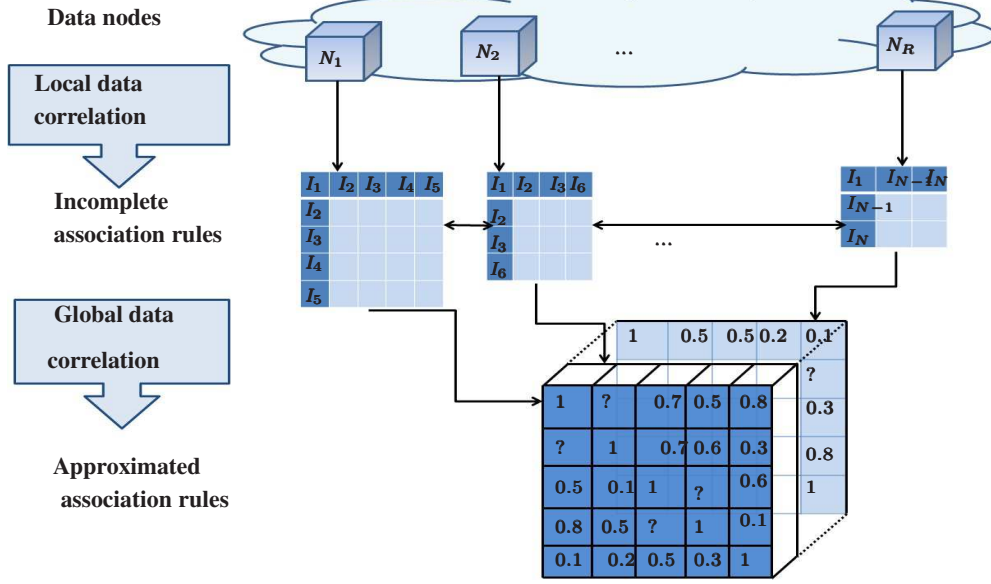 Data nodes
N1
N2
...
NR
Local data
correlation
Incomplete
association rules
I1 I2 I3 I4 I5
I2
I3
I4
I5
I1 I2 I3 I6
I2
I3
I6
...
I1 IN−1 IN
IN−1
IN
Global data
correlation
Approximated
association rules
1 0.5 0.5 0.2 0.1
?
0.3
0.8
1
1 ? 0.7 0.5 0.8
? 1 0.7 0.6 0.3
0.5 0.1 1 ? 0.6
0.8 0.5 ? 1 0.1
0.1 0.2 0.5 0.3 1